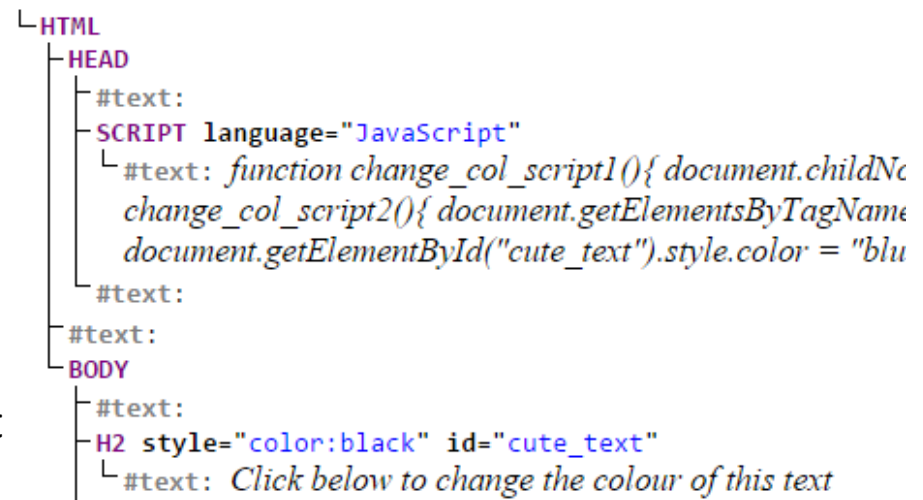 HTML
HEAD
#text:
SCRIPT language="JavaScript"
#text: function change_col_script1(){ document.childNo
change_col_script2(){ document.getElementsByTagName
document.getElementById("cute_text").style.color = "blu
#text:
#text:
BODY
#text:
H2 style="color:black" id="cute_text"
#text: Click below to change the colour of this text